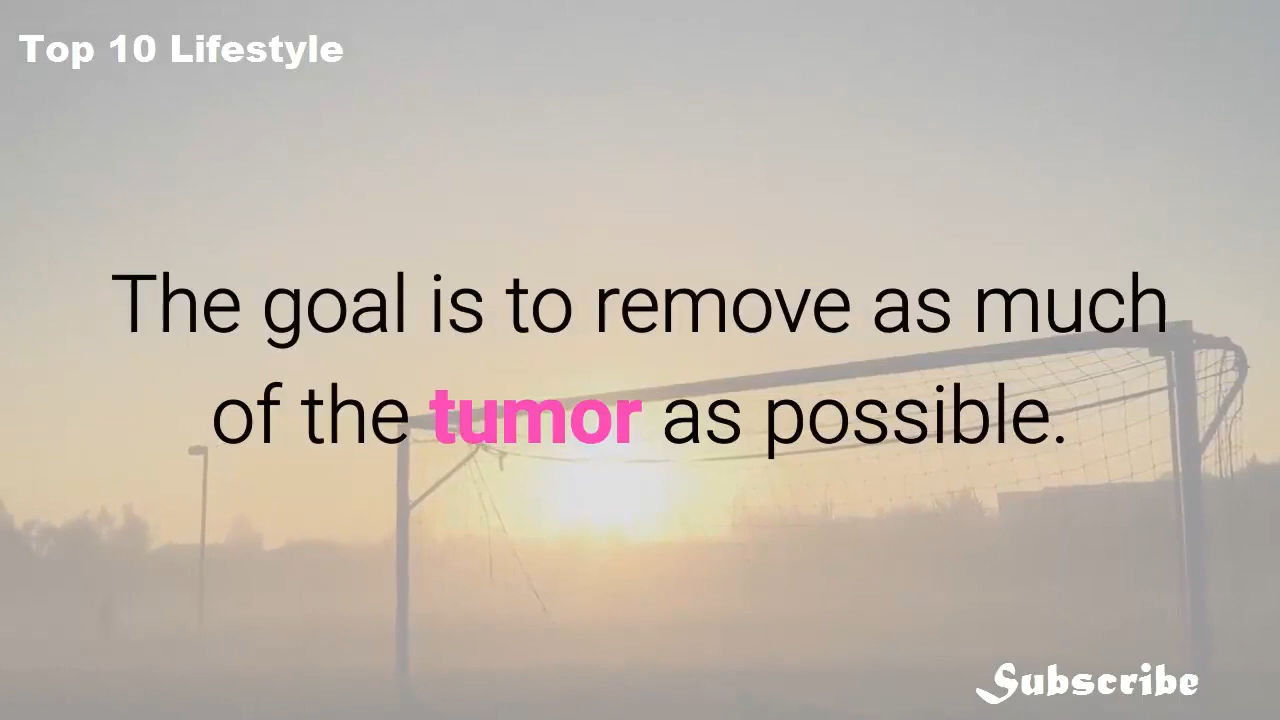 Top 10 Lifestyle
The goal is to remove as much
of the tumor as possible.
Subscribe